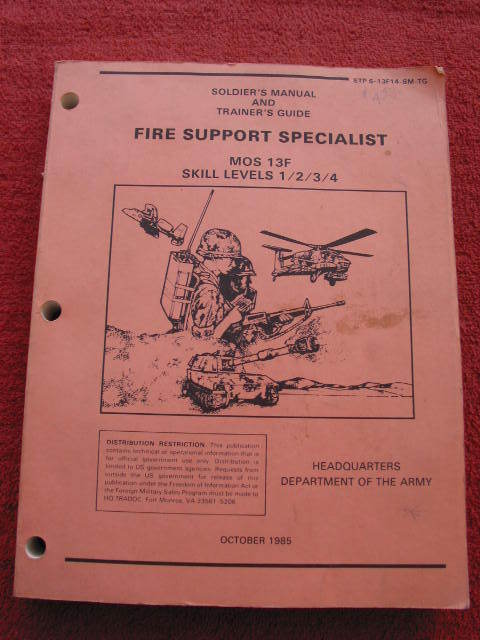 STP 6-13F14-SM-TG
SOLDIER'S MANUAL
AND
TRAINER'S GUIDE
FIRE SUPPORT SPECIALIST
MOS 13F
SKILL LEVELS 1/2/3/4
DISTRIBUTION RESTRICTION. This publication
contains technical or operational information that is
for official government use only. Distribution is
limited to US government agencies. Requests from
outside the US government for release of this
publication under the Freedom of Information Act or
the Foreign Military Sales Program must be made to
HQ TRADOC, Fort Monroe, VA 23651-5206
HEADQUARTERS
DEPARTMENT OF THE ARMY
OCTOBER 1985